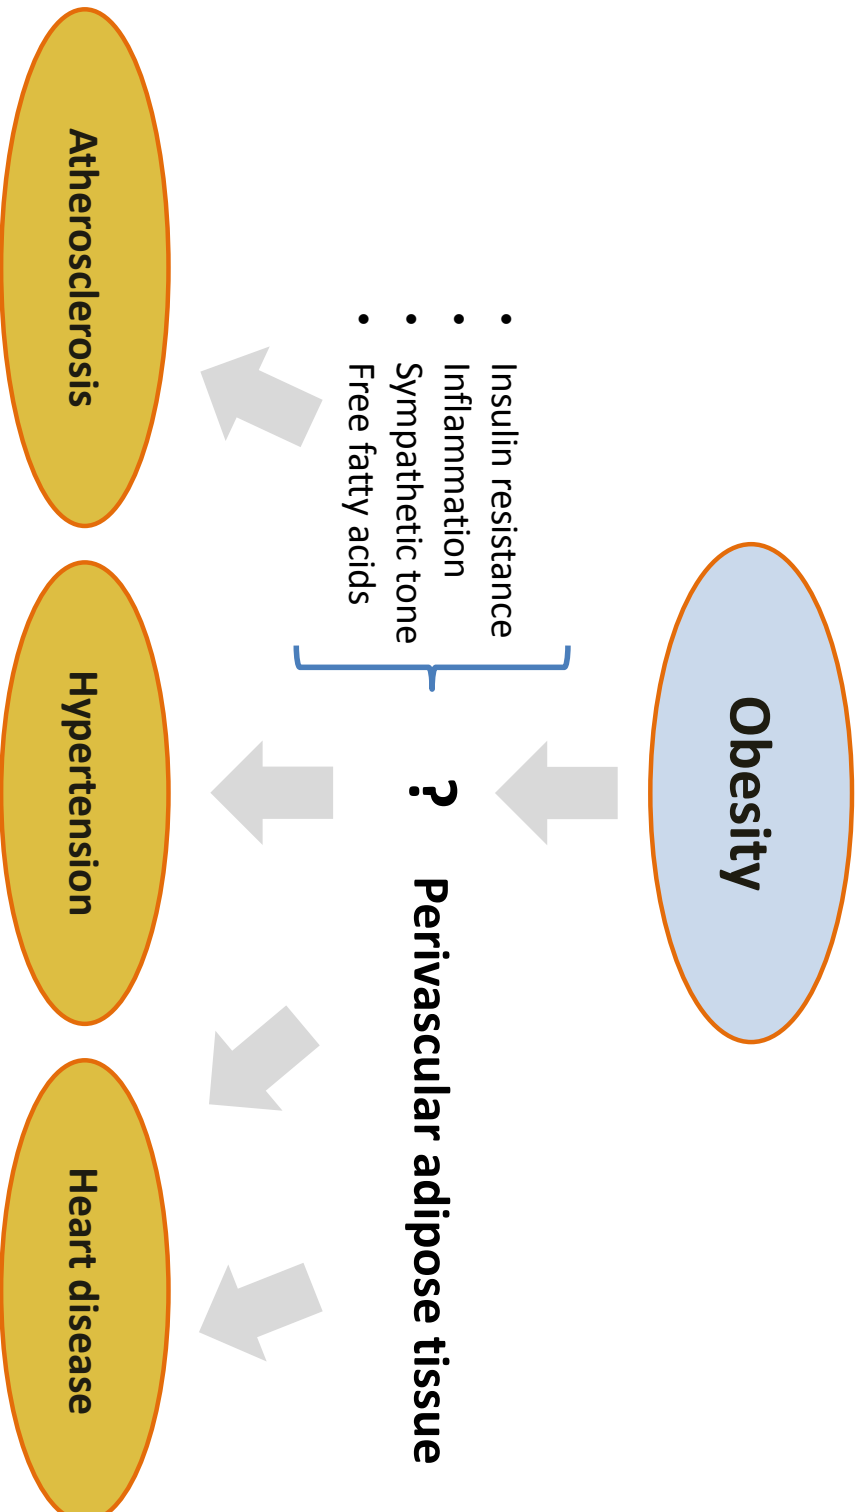 Obesity
• Insulin resistance
• Inflammation
• Sympathetic tone
• Free fatty acids
? Perivascular adipose tissue
Atherosclerosis
Hypertension
Heart disease